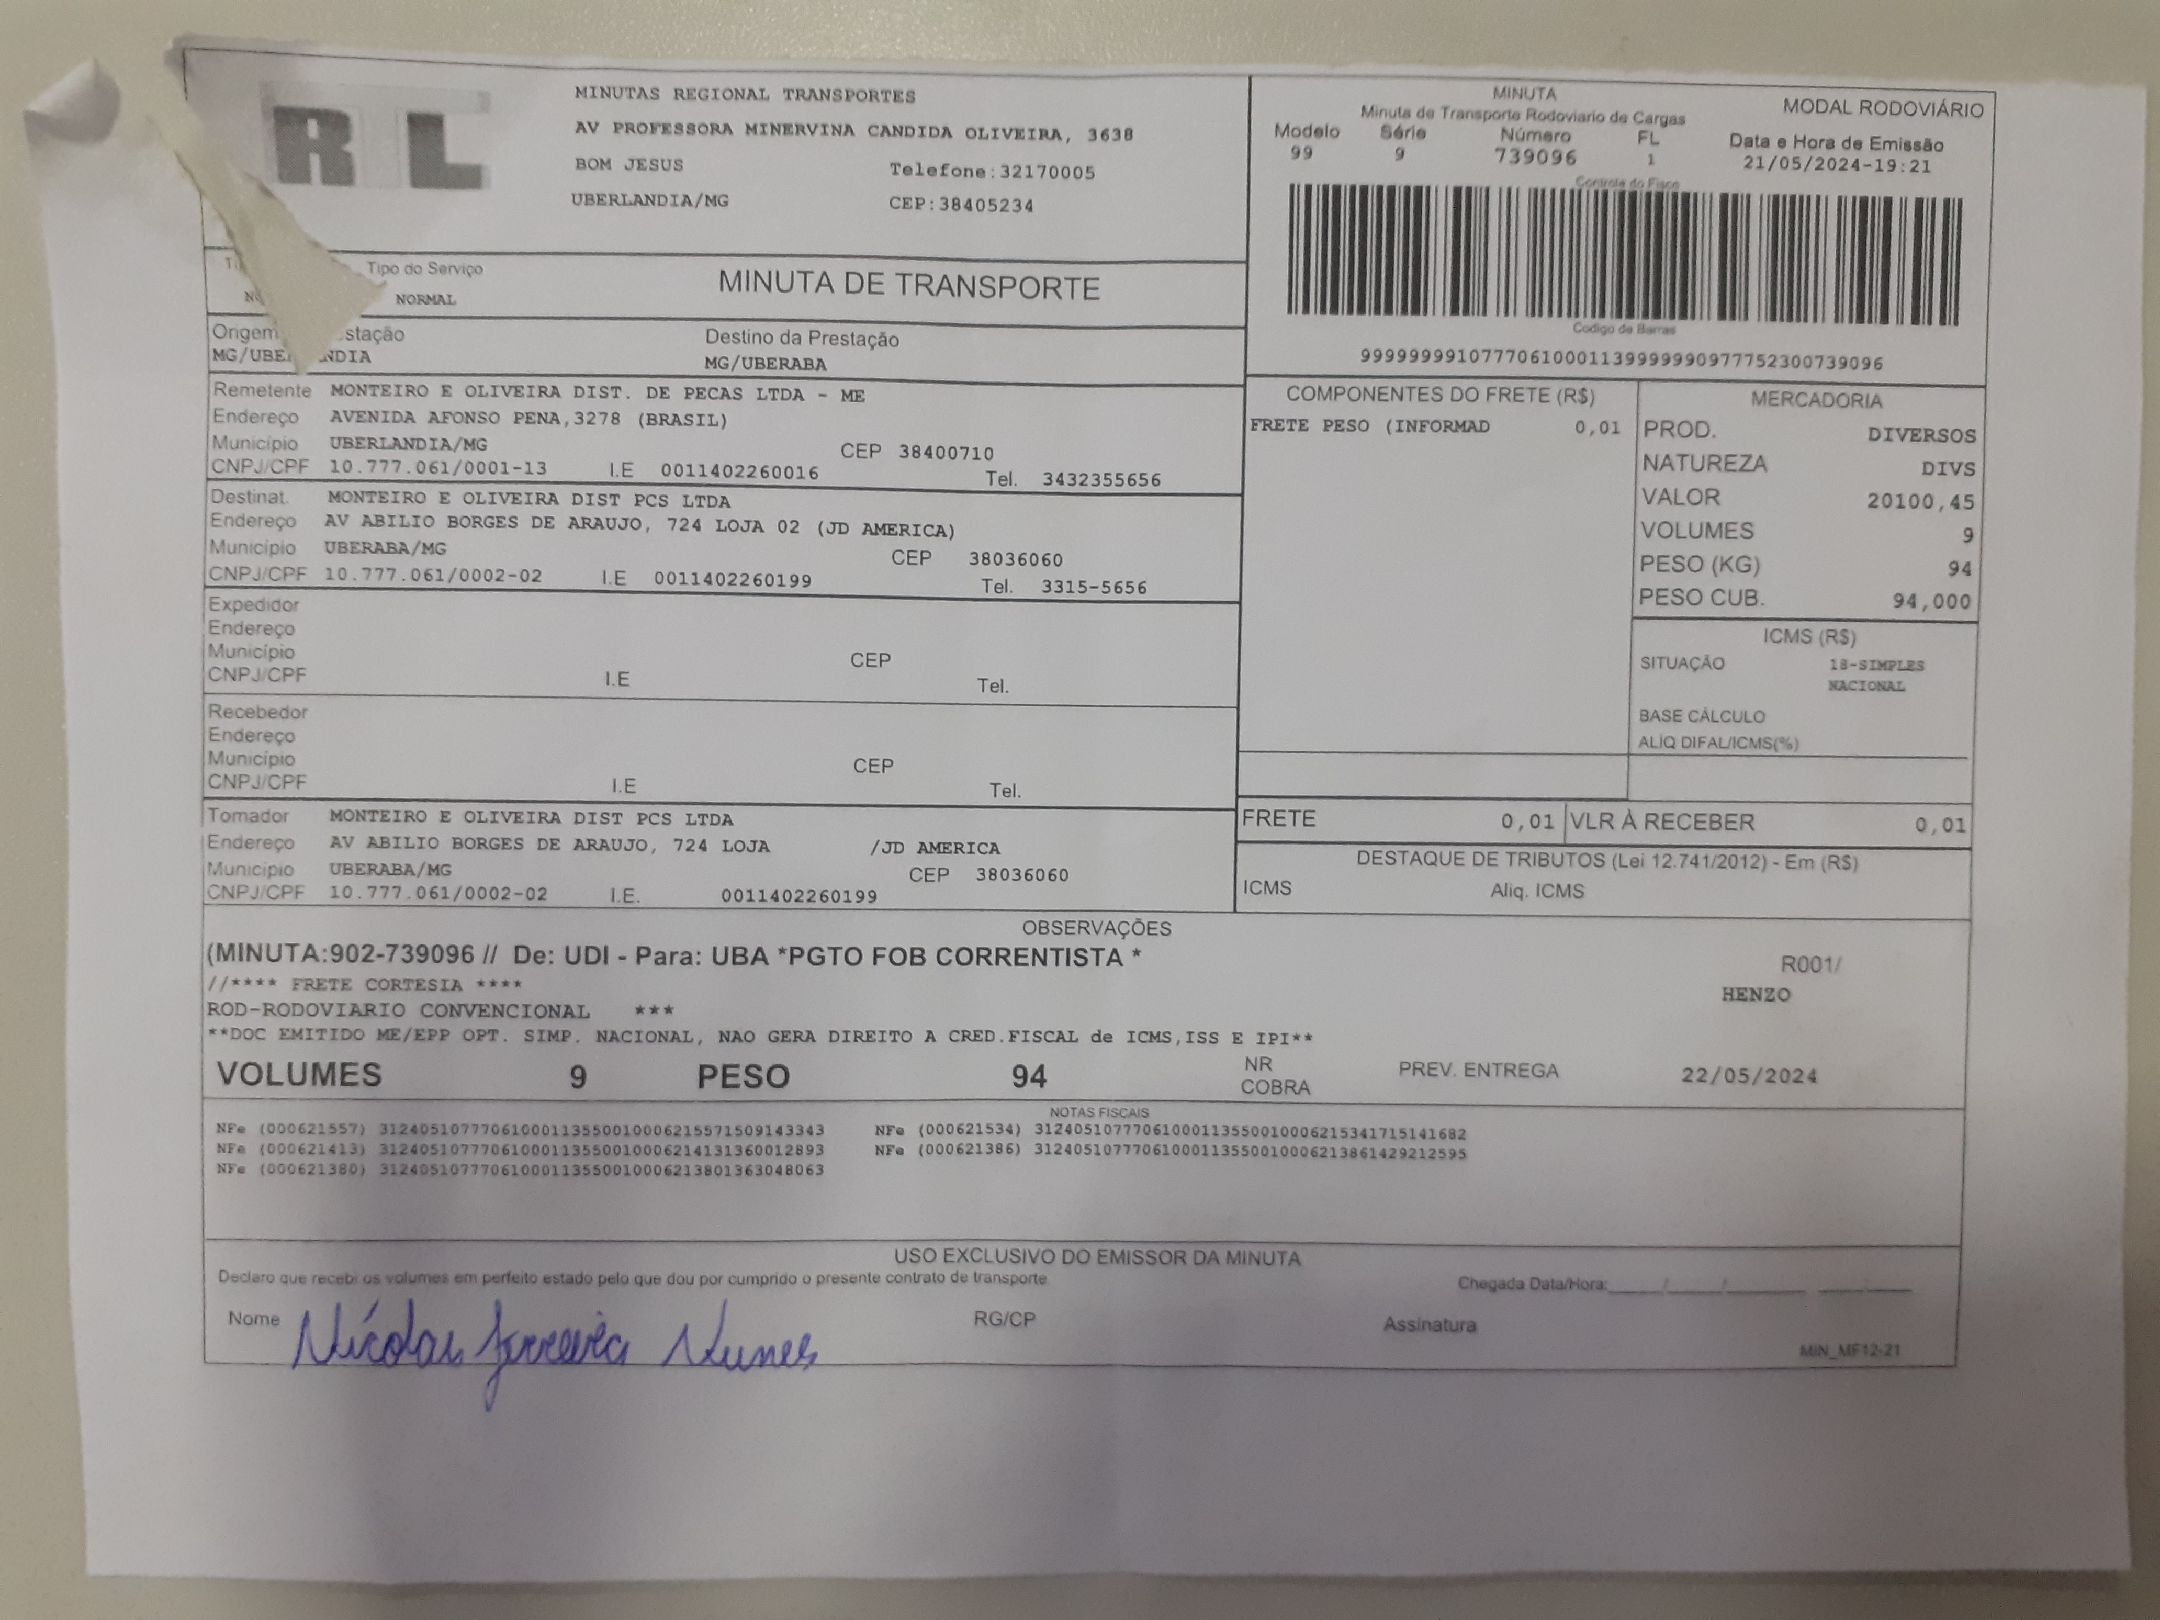 RTL
MINUTAS REGIONAL TRANSPORTES
AV PROFESSORA MINERVINA CANDIDA OLIVEIRA, 3638
BOM JESUS Telefone:32170005
UBERLANDIA/MG CEP:38405234
MINUTA
MODAL RODOVIÁRIO
Minuta de Transporte Rodoviario de Cargas
Modelo Série Número FL Data e Hora de Emissão
99 9 739096 1 21/05/2024-19:21
Controle do Fisco
Codigo de Barras
999999991077706100011399999990977752300739096
Tipo do Serviço
NORMAL
MINUTA DE TRANSPORTE
Destino da Prestação
MG/UBERABA
Remetente MONTEIRO E OLIVEIRA DIST. DE PECAS LTDA - ME
Endereço AVENIDA AFONSO PENA,3278 (BRASIL)
Município UBERLANDIA/MG CEP 38400710
CNPJ/CPF 10.777.061/0001-13 I.E 0011402260016 Tel. 3432355656
Destinat. MONTEIRO E OLIVEIRA DIST PCS LTDA
Endereço AV ABILIO BORGES DE ARAUJO, 724 LOJA 02 (JD AMERICA)
Município UBERABA/MG CEP 38036060
CNPJ/CPF 10.777.061/0002-02 I.E 0011402260199 Tel. 3315-5656
Expedidor
Endereço
Município CEP
CNPJ/CPF I.E Tel.
Recebedor
Endereço
Município CEP
CNPJ/CPF I.E Tel.
Tomador MONTEIRO E OLIVEIRA DIST PCS LTDA
Endereço AV ABILIO BORGES DE ARAUJO, 724 LOJA /JD AMERICA
Município UBERABA/MG CEP 38036060
CNPJ/CPF 10.777.061/0002-02 I.E. 0011402260199
COMPONENTES DO FRETE (R$)
FRETE PESO (INFORMAD 0,01
MERCADORIA
PROD. DIVERSOS
NATUREZA DIVS
VALOR 20100,45
VOLUMES 9
PESO (KG) 94
PESO CUB. 94,000
ICMS (R$)
SITUAÇÃO 18-SIMPLES
NACIONAL
BASE CÁLCULO
ALÍQ DIFAL/ICMS(%)
FRETE 0,01 VLR À RECEBER 0,01
DESTAQUE DE TRIBUTOS (Lei 12.741/2012) - Em (R$)
ICMS Aliq. ICMS
OBSERVAÇÕES
(MINUTA:902-739096 // De: UDI - Para: UBA *PGTO FOB CORRENTISTA *
R001/
//**** FRETE CORTESIA ****
HENZO
ROD-RODOVIARIO CONVENCIONAL ***
**DOC EMITIDO ME/EPP OPT. SIMP. NACIONAL, NAO GERA DIREITO A CRED.FISCAL de ICMS,ISS E IPI**
VOLUMES 9 PESO 94 NR COBRA PREV. ENTREGA 22/05/2024
NOTAS FISCAIS
NFe (000621557) 31240510777061000113550010006215571509143343 NFe (000621534) 31240510777061000113550010006215341715141682
NFe (000621413) 31240510777061000113550010006214131360012893 NFe (000621386) 31240510777061000113550010006213861429212595
NFe (000621380) 31240510777061000113550010006213801363048063
USO EXCLUSIVO DO EMISSOR DA MINUTA
Declaro que recebi os volumes em perfeito estado pelo que dou por cumprido o presente contrato de transporte
Chegada Data/Hora:
Nome Nícolas Ferreira Nunes RG/CP Assinatura
MIN_MF12-21